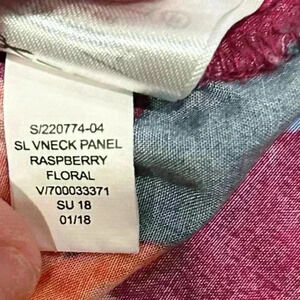 S/220774-04
SL VNECK PANEL
RASPBERRY
FLORAL
V/700033371
SU 18
01/18